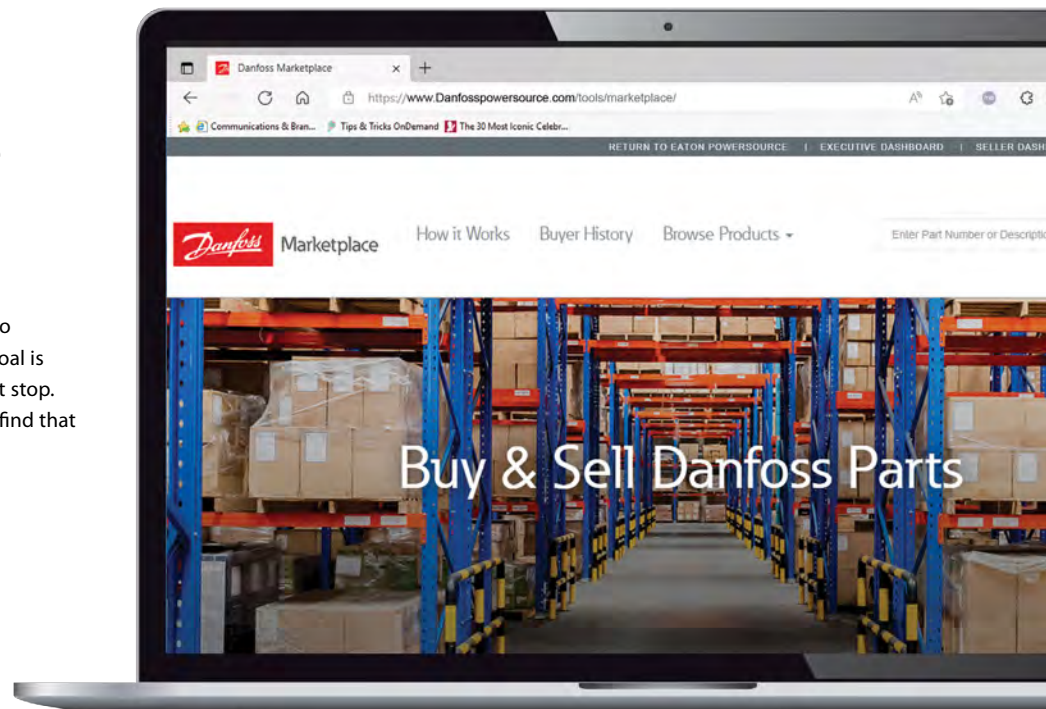 o
oal is
t stop.
find that
Danfoss Marketplace
https://www.Danfosspowersource.com/tools/marketplace/
Communications & Bran... Tips & Tricks OnDemand The 30 Most Iconic Celebr...
RETURN TO EATON POWERSOURCE | EXECUTIVE DASHBOARD | SELLER DASH
Danfoss Marketplace How it Works Buyer History Browse Products Enter Part Number or Descriptio
Buy & Sell Danfoss Parts